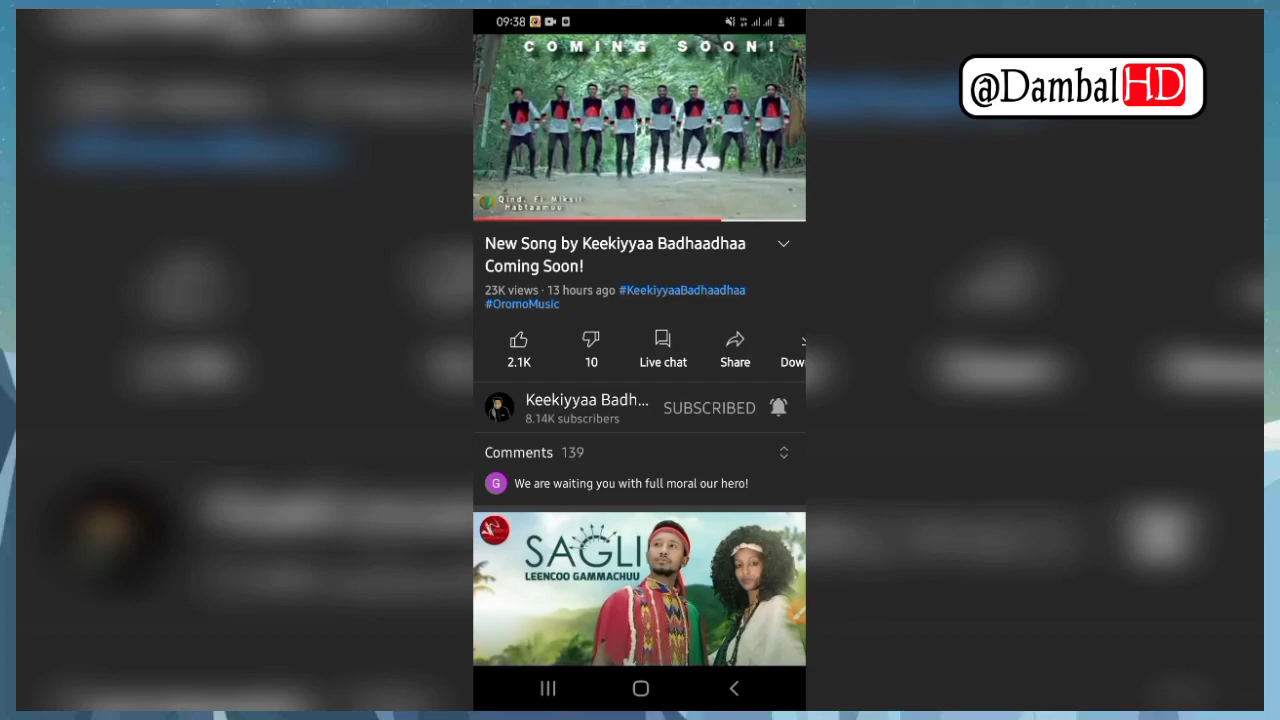 09:38
COMING SOON!
@DambalHD
Qind. Fi Miksii
Habtaamuu
New Song by Keekiyyaa Badhaadhaa
Coming Soon!
23K views · 13 hours ago #KeekiyyaaBadhaadhaa
#OromoMusic
2.1K 10 Live chat Share Dow
Keekiyyaa Badh...
SUBSCRIBED
8.14K subscribers
Comments 139
G We are waiting you with full moral our hero!
SAGLI
LEENCOO GAMMACHUU